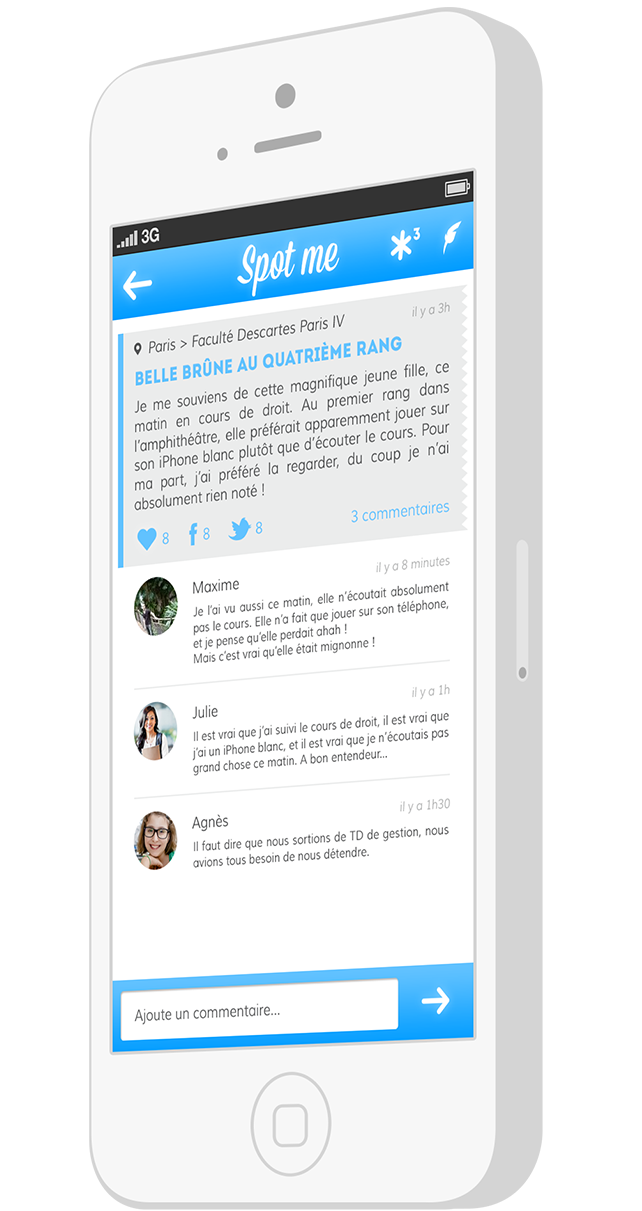 3G
Spot me
3
il y a 3h
Paris > Faculté Descartes Paris IV
BELLE BRÛNE AU QUATRIÈME RANG
Je me souviens de cette magnifique jeune fille, ce
matin en cours de droit. Au premier rang dans
l'amphithéâtre, elle préférait apparemment jouer sur
son iPhone blanc plutôt que d'écouter le cours. Pour
ma part, j'ai préféré la regarder, du coup je n'ai
absolument rien noté !
8
8
8
3 commentaires
il y a 8 minutes
Maxime
Je l'ai vu aussi ce matin, elle n'écoutait absolument
pas le cours. Elle n'a fait que jouer sur son téléphone,
et je pense qu'elle perdait ahah !
Mais c'est vrai qu'elle était mignonne !
il y a 1h
Julie
Il est vrai que j'ai suivi le cours de droit, il est vrai que
j'ai un iPhone blanc, et il est vrai que je n'écoutais pas
grand chose ce matin. A bon entendeur...
il y a 1h30
Agnès
Il faut dire que nous sortions de TD de gestion, nous
avions tous besoin de nous détendre.
Ajoute un commentaire...